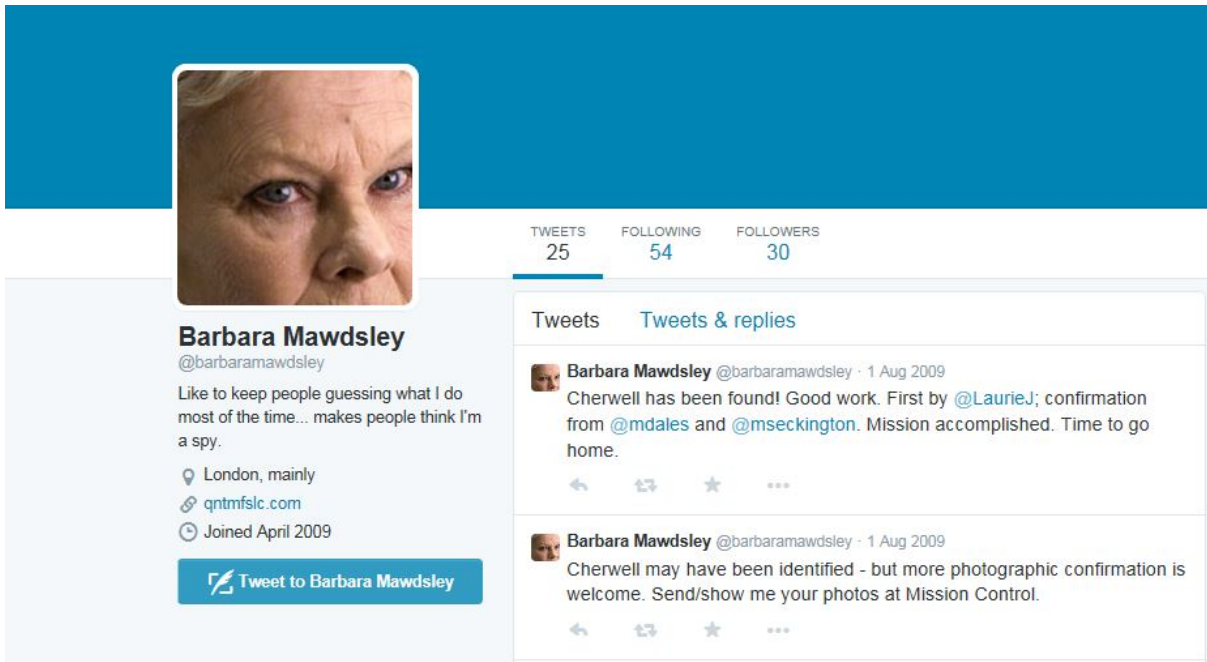 TWEETS FOLLOWING FOLLOWERS
25 54 30
Barbara Mawdsley
@barbaramawdsley
Like to keep people guessing what I do
most of the time... makes people think I'm
a spy.
London, mainly
qntmfslc.com
Joined April 2009
Tweet to Barbara Mawdsley
Tweets Tweets & replies
Barbara Mawdsley @barbaramawdsley · 1 Aug 2009
Cherwell has been found! Good work. First by @LaurieJ; confirmation
from @mdales and @mseckington. Mission accomplished. Time to go
home.
Barbara Mawdsley @barbaramawdsley · 1 Aug 2009
Cherwell may have been identified - but more photographic confirmation is
welcome. Send/show me your photos at Mission Control.